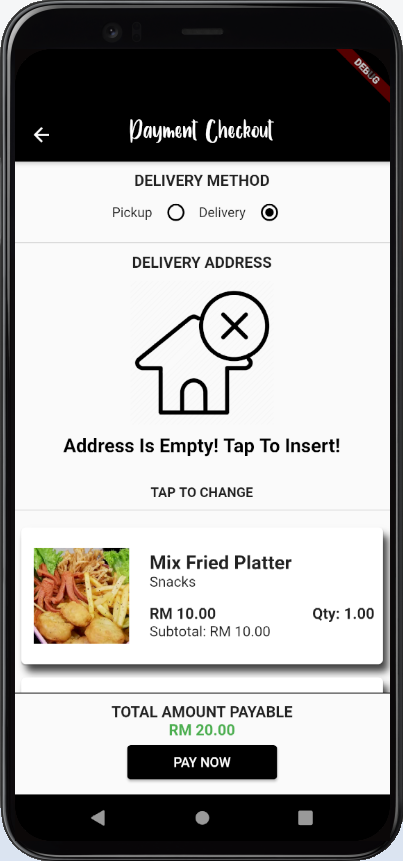 DEBUG
Payment Checkout
DELIVERY METHOD
Pickup Delivery
DELIVERY ADDRESS
Address Is Empty! Tap To Insert!
TAP TO CHANGE
Mix Fried Platter
Snacks
RM 10.00 Qty: 1.00
Subtotal: RM 10.00
TOTAL AMOUNT PAYABLE
RM 20.00
PAY NOW